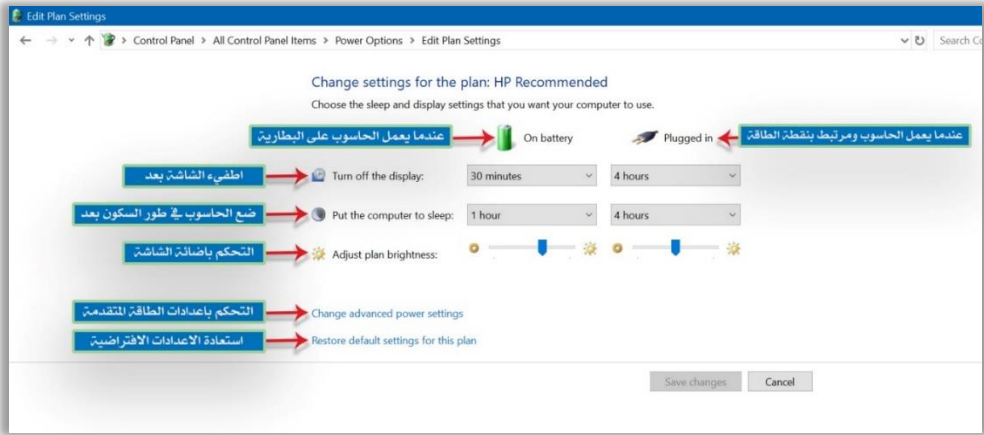 Edit Plan Settings
Control Panel > All Control Panel Items > Power Options > Edit Plan Settings
Search Co
Change settings for the plan: HP Recommended
Choose the sleep and display settings that you want your computer to use.
عندما يعمل الحاسوب على البطارية On battery Plugged in عندما يعمل الحاسوب ومرتبط بنقطة الطاقة
اطفيء الشاشة بعد Turn off the display: 30 minutes 4 hours
ضع الحاسوب في طور السكون بعد Put the computer to sleep: 1 hour 4 hours
التحكم باضائة الشاشة Adjust plan brightness:
التحكم باعدادات الطاقة المتقدمة Change advanced power settings
استعادة الاعدادات الافتراضية Restore default settings for this plan
Save changes Cancel